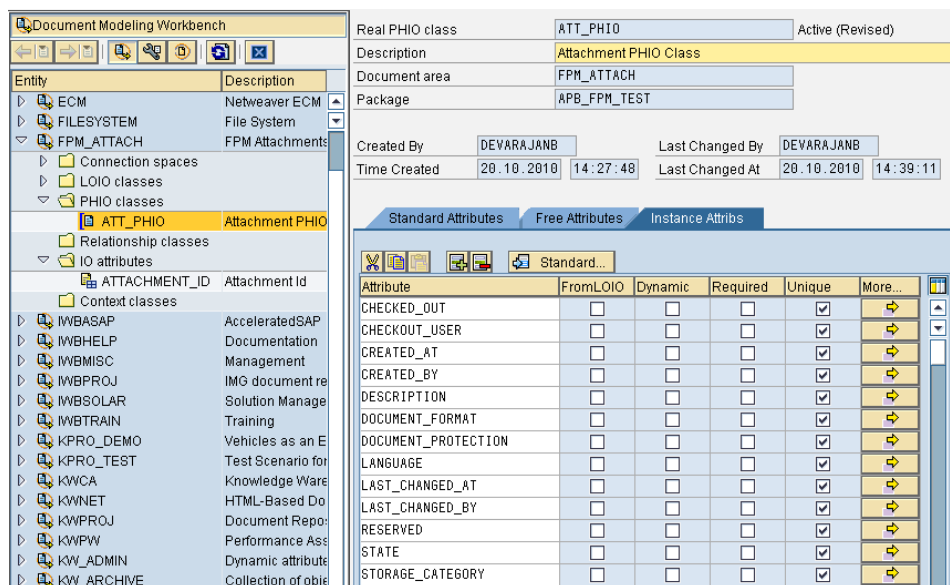 Document Modeling Workbench
Entity Description
ECM Netweaver ECM
FILESYSTEM File System
FPM_ATTACH FPM Attachments
Connection spaces
LOIO classes
PHIO classes
ATT_PHIO Attachment PHIO
Relationship classes
IO attributes
ATTACHMENT_ID Attachment Id
Context classes
IWBASAP AcceleratedSAP
IWBHELP Documentation
IWBMISC Management
IWBPROJ IMG document re
IWBSOLAR Solution Manage
IWBTRAIN Training
KPRO_DEMO Vehicles as an E
KPRO_TEST Test Scenario for
KWCA Knowledge Ware
KWNET HTML-Based Do
KWPROJ Document Repo
KWPW Performance Ass
KW_ADMIN Dynamic attribute
KW_ARCHIVE Collection of obje
Real PHIO class ATT_PHIO Active (Revised)
Description Attachment PHIO Class
Document area FPM_ATTACH
Package APB_FPM_TEST
Created By DEVARAJANB Last Changed By DEVARAJANB
Time Created 20.10.2010 14:27:48 Last Changed At 20.10.2010 14:39:11
Standard Attributes Free Attributes Instance Attribs
Standard...
Attribute FromLOIO Dynamic Required Unique More...
CHECKED_OUT
CHECKOUT_USER
CREATED_AT
CREATED_BY
DESCRIPTION
DOCUMENT_FORMAT
DOCUMENT_PROTECTION
LANGUAGE
LAST_CHANGED_AT
LAST_CHANGED_BY
RESERVED
STATE
STORAGE_CATEGORY